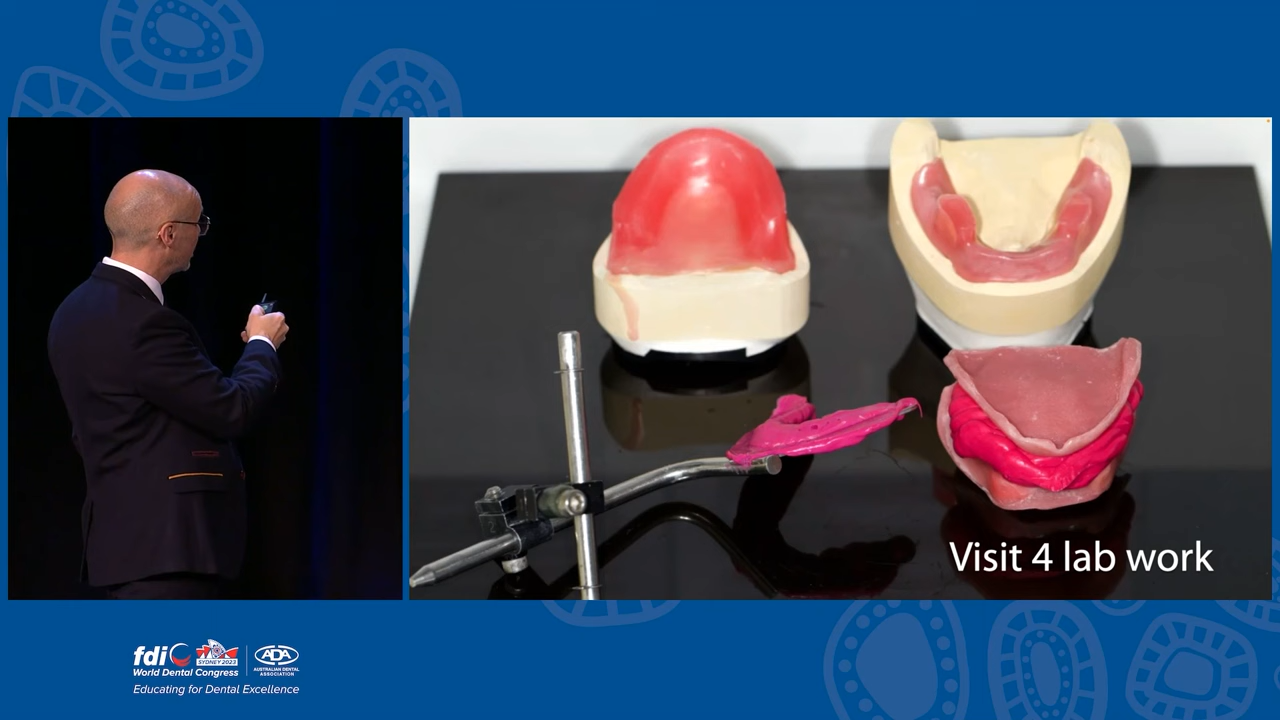 Visit 4 lab work
fdi
SYDNEY 2023
World Dental Congress
ADA
AUSTRALIAN DENTAL
ASSOCIATION
Educating for Dental Excellence